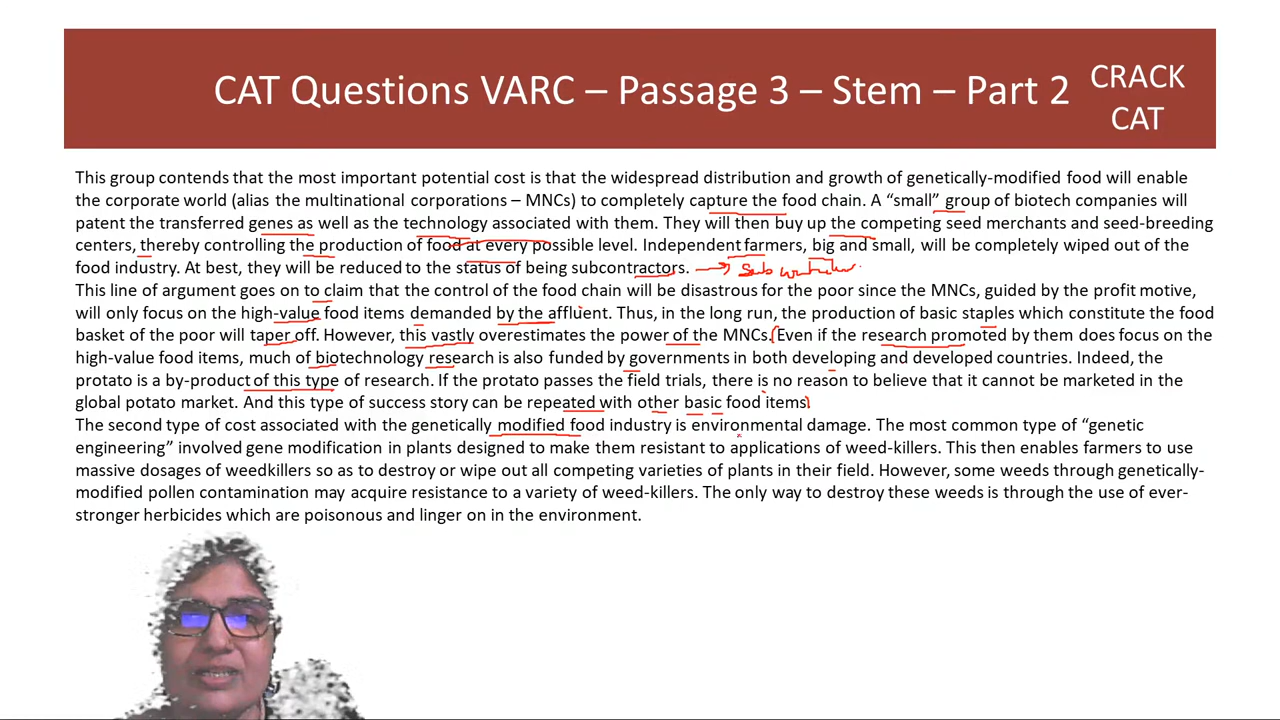 CAT Questions VARC – Passage 3 – Stem – Part 2
CRACK
CAT
This group contends that the most important potential cost is that the widespread distribution and growth of genetically-modified food will enable
the corporate world (alias the multinational corporations – MNCs) to completely capture the food chain. A “small” group of biotech companies will
patent the transferred genes as well as the technology associated with them. They will then buy up the competing seed merchants and seed-breeding
centers, thereby controlling the production of food at every possible level. Independent farmers, big and small, will be completely wiped out of the
food industry. At best, they will be reduced to the status of being subcontractors.
This line of argument goes on to claim that the control of the food chain will be disastrous for the poor since the MNCs, guided by the profit motive,
will only focus on the high-value food items demanded by the affluent. Thus, in the long run, the production of basic staples which constitute the food
basket of the poor will taper off. However, this vastly overestimates the power of the MNCs. Even if the research promoted by them does focus on the
high-value food items, much of biotechnology research is also funded by governments in both developing and developed countries. Indeed, the
protato is a by-product of this type of research. If the protato passes the field trials, there is no reason to believe that it cannot be marketed in the
global potato market. And this type of success story can be repeated with other basic food items.
The second type of cost associated with the genetically modified food industry is environmental damage. The most common type of “genetic
engineering” involved gene modification in plants designed to make them resistant to applications of weed-killers. This then enables farmers to use
massive dosages of weedkillers so as to destroy or wipe out all competing varieties of plants in their field. However, some weeds through genetically-
modified pollen contamination may acquire resistance to a variety of weed-killers. The only way to destroy these weeds is through the use of ever-
stronger herbicides which are poisonous and linger on in the environment.